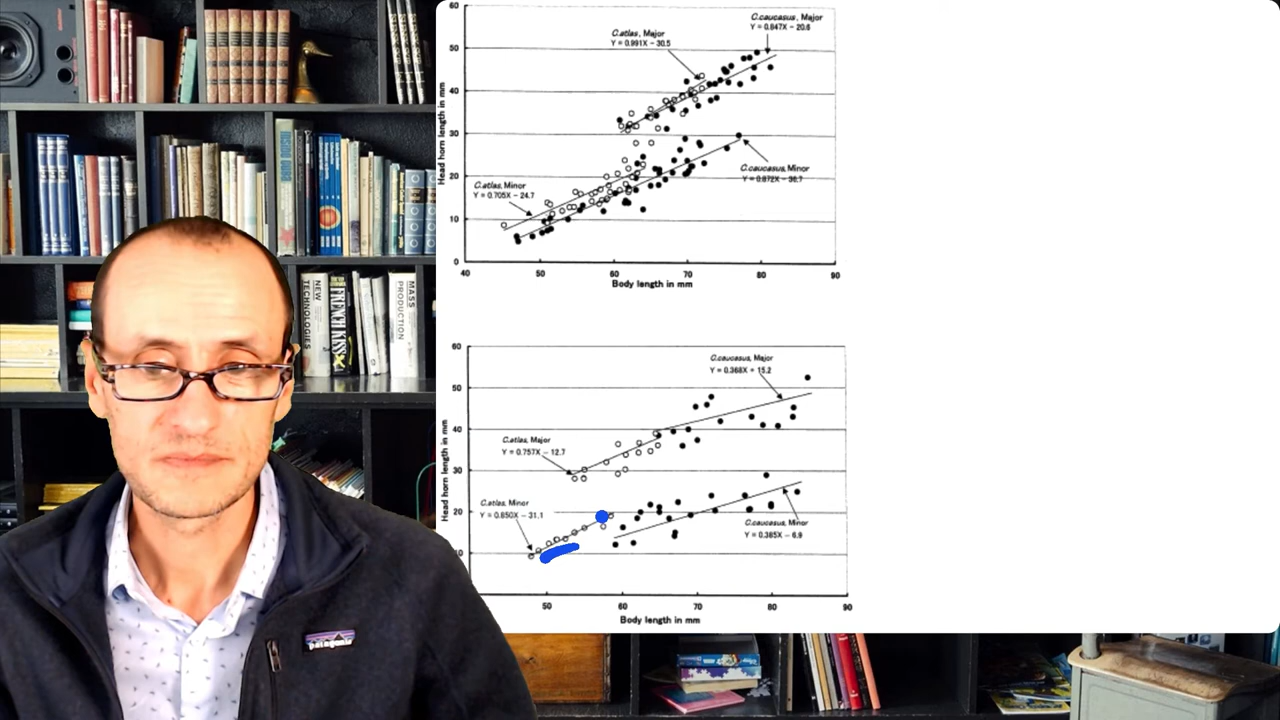 60
C.caucasus, Major
Y = 0.847X − 20.6
C.atlas, Major
Y = 0.991X − 30.5
50
40
30
20
10
0
Head horn length in mm
C.caucasus, Minor
C.atlas, Minor
Y = 0.705X − 24.7
40 50 60 70 80 90
Body length in mm
60
C.caucasus, Major
Y = 0.368X + 15.2
50
40
C.atlas, Major
Y = 0.757X − 12.7
30
20
10
Head horn length in mm
C.atlas, Minor
Y = 0.850X − 31.1
C.caucasus, Minor
Y = 0.385X − 6.9
50 60 70 80 90
Body length in mm
NEW
TECHNOLOGIES
FRENCH KISS
MASS
PRODUCTION
patagonia